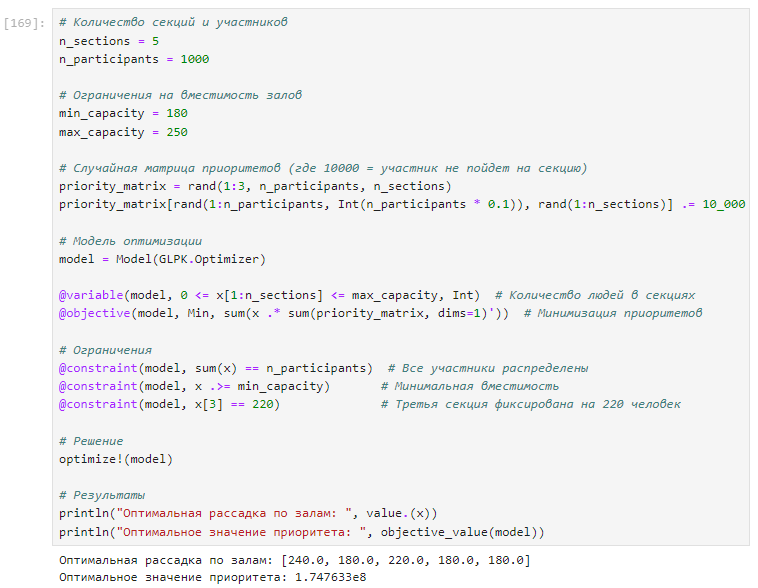 [169]: # Количество секций и участников
n_sections = 5
n_participants = 1000
# Ограничения на вместимость залов
min_capacity = 180
max_capacity = 250
# Случайная матрица приоритетов (где 10000 = участник не пойдет на секцию)
priority_matrix = rand(1:3, n_participants, n_sections)
priority_matrix[rand(1:n_participants, Int(n_participants * 0.1)), rand(1:n_sections)] .= 10_000
# Модель оптимизации
model = Model(GLPK.Optimizer)
@variable(model, 0 <= x[1:n_sections] <= max_capacity, Int)  # Количество людей в секциях
@objective(model, Min, sum(x .* sum(priority_matrix, dims=1)'))  # Минимизация приоритетов
# Ограничения
@constraint(model, sum(x) == n_participants)  # Все участники распределены
@constraint(model, x .>= min_capacity)       # Минимальная вместимость
@constraint(model, x[3] == 220)              # Третья секция фиксирована на 220 человек
# Решение
optimize!(model)
# Результаты
println("Оптимальная рассадка по залам: ", value.(x))
println("Оптимальное значение приоритета: ", objective_value(model))
Оптимальная рассадка по залам: [240.0, 180.0, 220.0, 180.0, 180.0]
Оптимальное значение приоритета: 1.747633e8